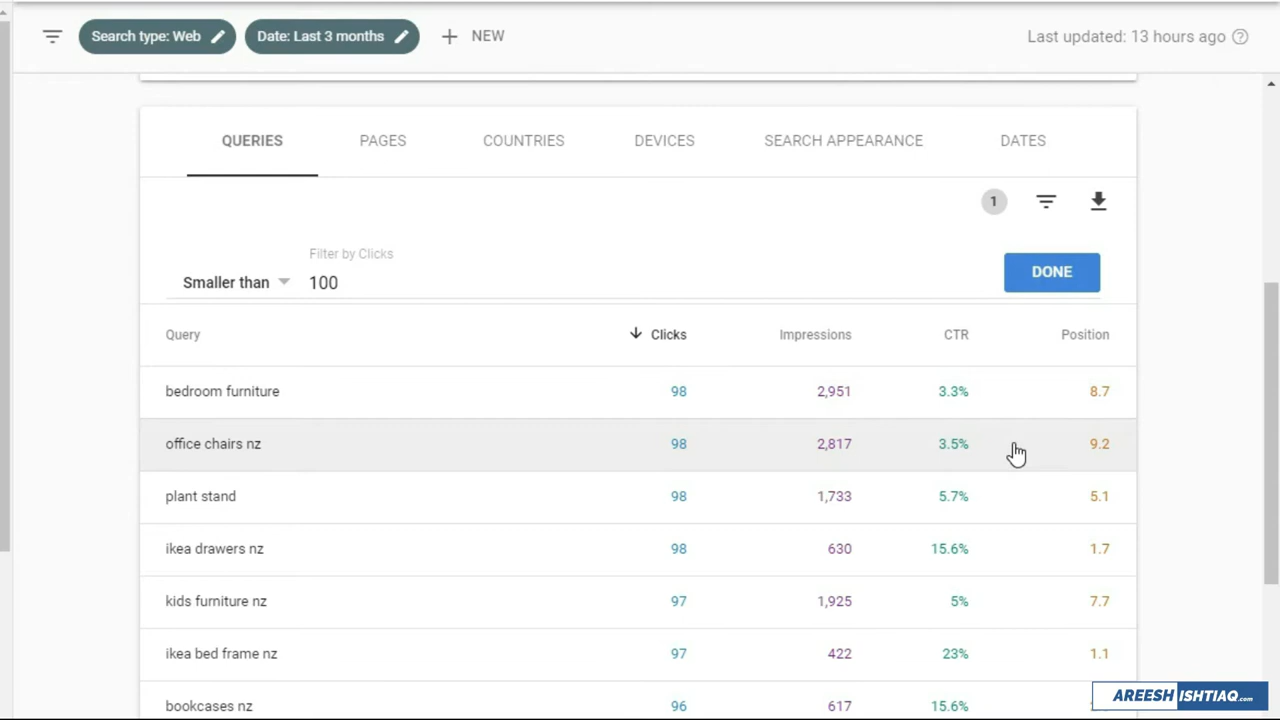 Search type: Web
Date: Last 3 months
NEW
Last updated: 13 hours ago
QUERIES PAGES COUNTRIES DEVICES SEARCH APPEARANCE DATES
1
Filter by Clicks
Smaller than 100 DONE
Query Clicks Impressions CTR Position
bedroom furniture 98 2,951 3.3% 8.7
office chairs nz 98 2,817 3.5% 9.2
plant stand 98 1,733 5.7% 5.1
ikea drawers nz 98 630 15.6% 1.7
kids furniture nz 97 1,925 5% 7.7
ikea bed frame nz 97 422 23% 1.1
bookcases nz 96 617 15.6%
AREESHISHTIAQ.com